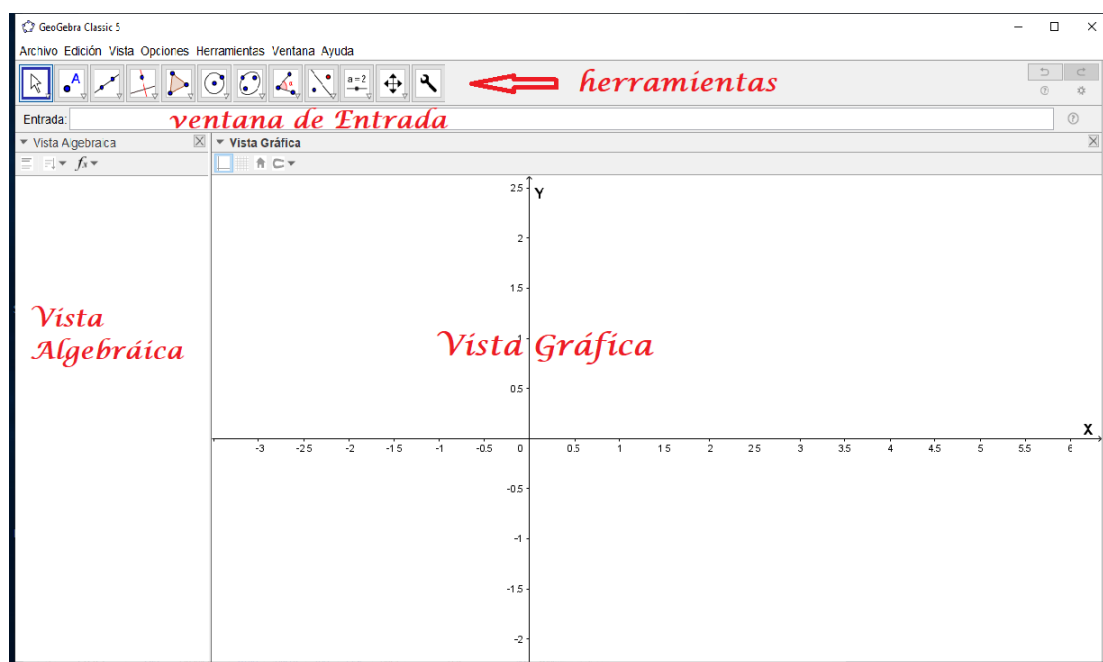 GeoGebra Classic 5
Archivo Edición Vista Opciones Herramientas Ventana Ayuda
A
a=2
herramientas
Entrada:
ventana de Entrada
Vista Algebraica
Vista Gráfica
fx
2.5
Y
2
1.5
Vista
Algebráica
1
Vista Gráfica
0.5
X
-3 -2.5 -2 -1.5 -1 -0.5 0 0.5 1 1.5 2 2.5 3 3.5 4 4.5 5 5.5 6
-0.5
-1
-1.5
-2